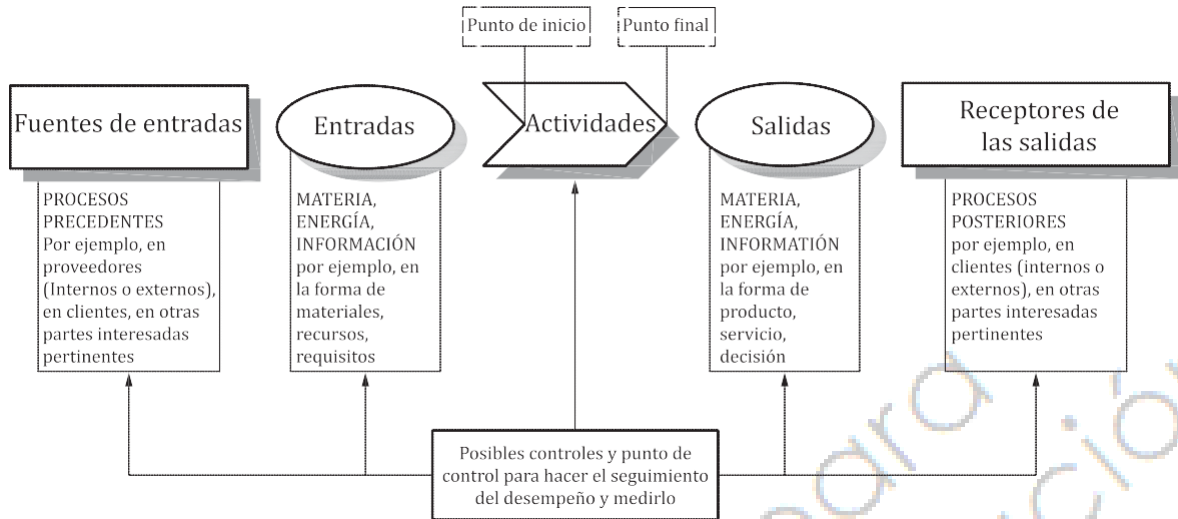 Punto de inicio
Punto final
Fuentes de entradas
Entradas
Actividades
Salidas
Receptores de
las salidas
PROCESOS
PRECEDENTES
Por ejemplo, en
proveedores
(Internos o externos),
en clientes, en otras
partes interesadas
pertinentes
MATERIA,
ENERGÍA,
INFORMACIÓN
por ejemplo, en
la forma de
materiales,
recursos,
requisitos
MATERIA,
ENERGÍA,
INFORMATIÓN
por ejemplo, en
la forma de
producto,
servicio,
decisión
PROCESOS
POSTERIORES
por ejemplo, en
clientes (internos o
externos), en otras
partes interesadas
pertinentes
Posibles controles y punto de
control para hacer el seguimiento
del desempeño y medirlo
para